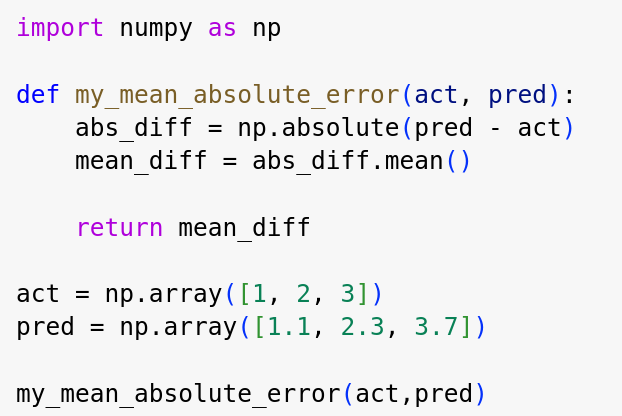 import numpy as np

def my_mean_absolute_error(act, pred):
    abs_diff = np.absolute(pred - act)
    mean_diff = abs_diff.mean()

    return mean_diff

act = np.array([1, 2, 3])
pred = np.array([1.1, 2.3, 3.7])

my_mean_absolute_error(act,pred)